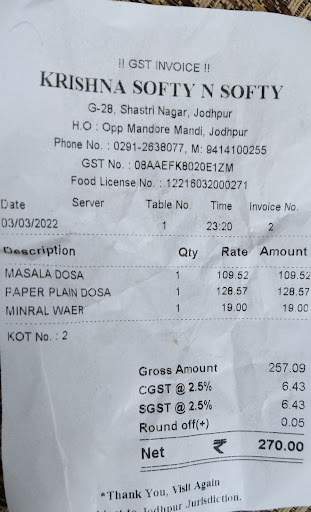 !! GST INVOICE !!
KRISHNA SOFTY N SOFTY
G-28, Shastri Nagar, Jodhpur
H.O : Opp Mandore Mandi, Jodhpur
Phone No. : 0291-2638077, M: 9414100255
GST No. : 08AAEFK8020E1ZM
Food License No. : 12216032000271
Date Server Table No. Time Invoice No.
03/03/2022 1 23:20 2
Description Qty Rate Amount
MASALA DOSA 1 109.52 109.52
PAPER PLAIN DOSA 1 128.57 128.57
MINRAL WAER 1 19.00 19.00
KOT No. : 2
Gross Amount 257.09
CGST @ 2.5% 6.43
SGST @ 2.5% 6.43
Round off(+) 0.05
Net ₹ 270.00
*Thank You, Visit Again
to Jodhpur Jurisdiction.